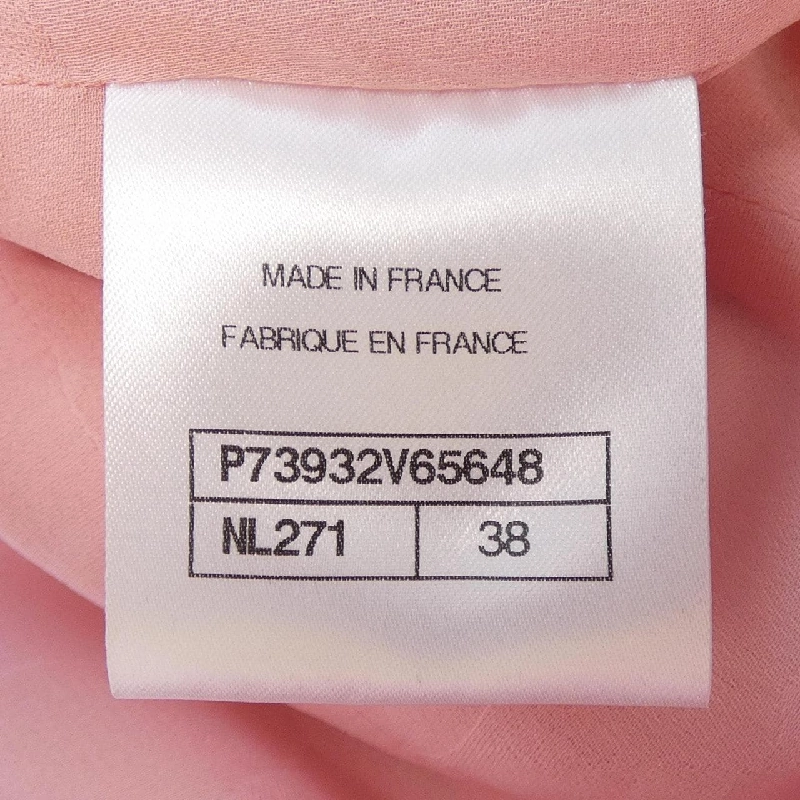 MADE IN FRANCE
FABRIQUE EN FRANCE
P73932V65648
NL271 38